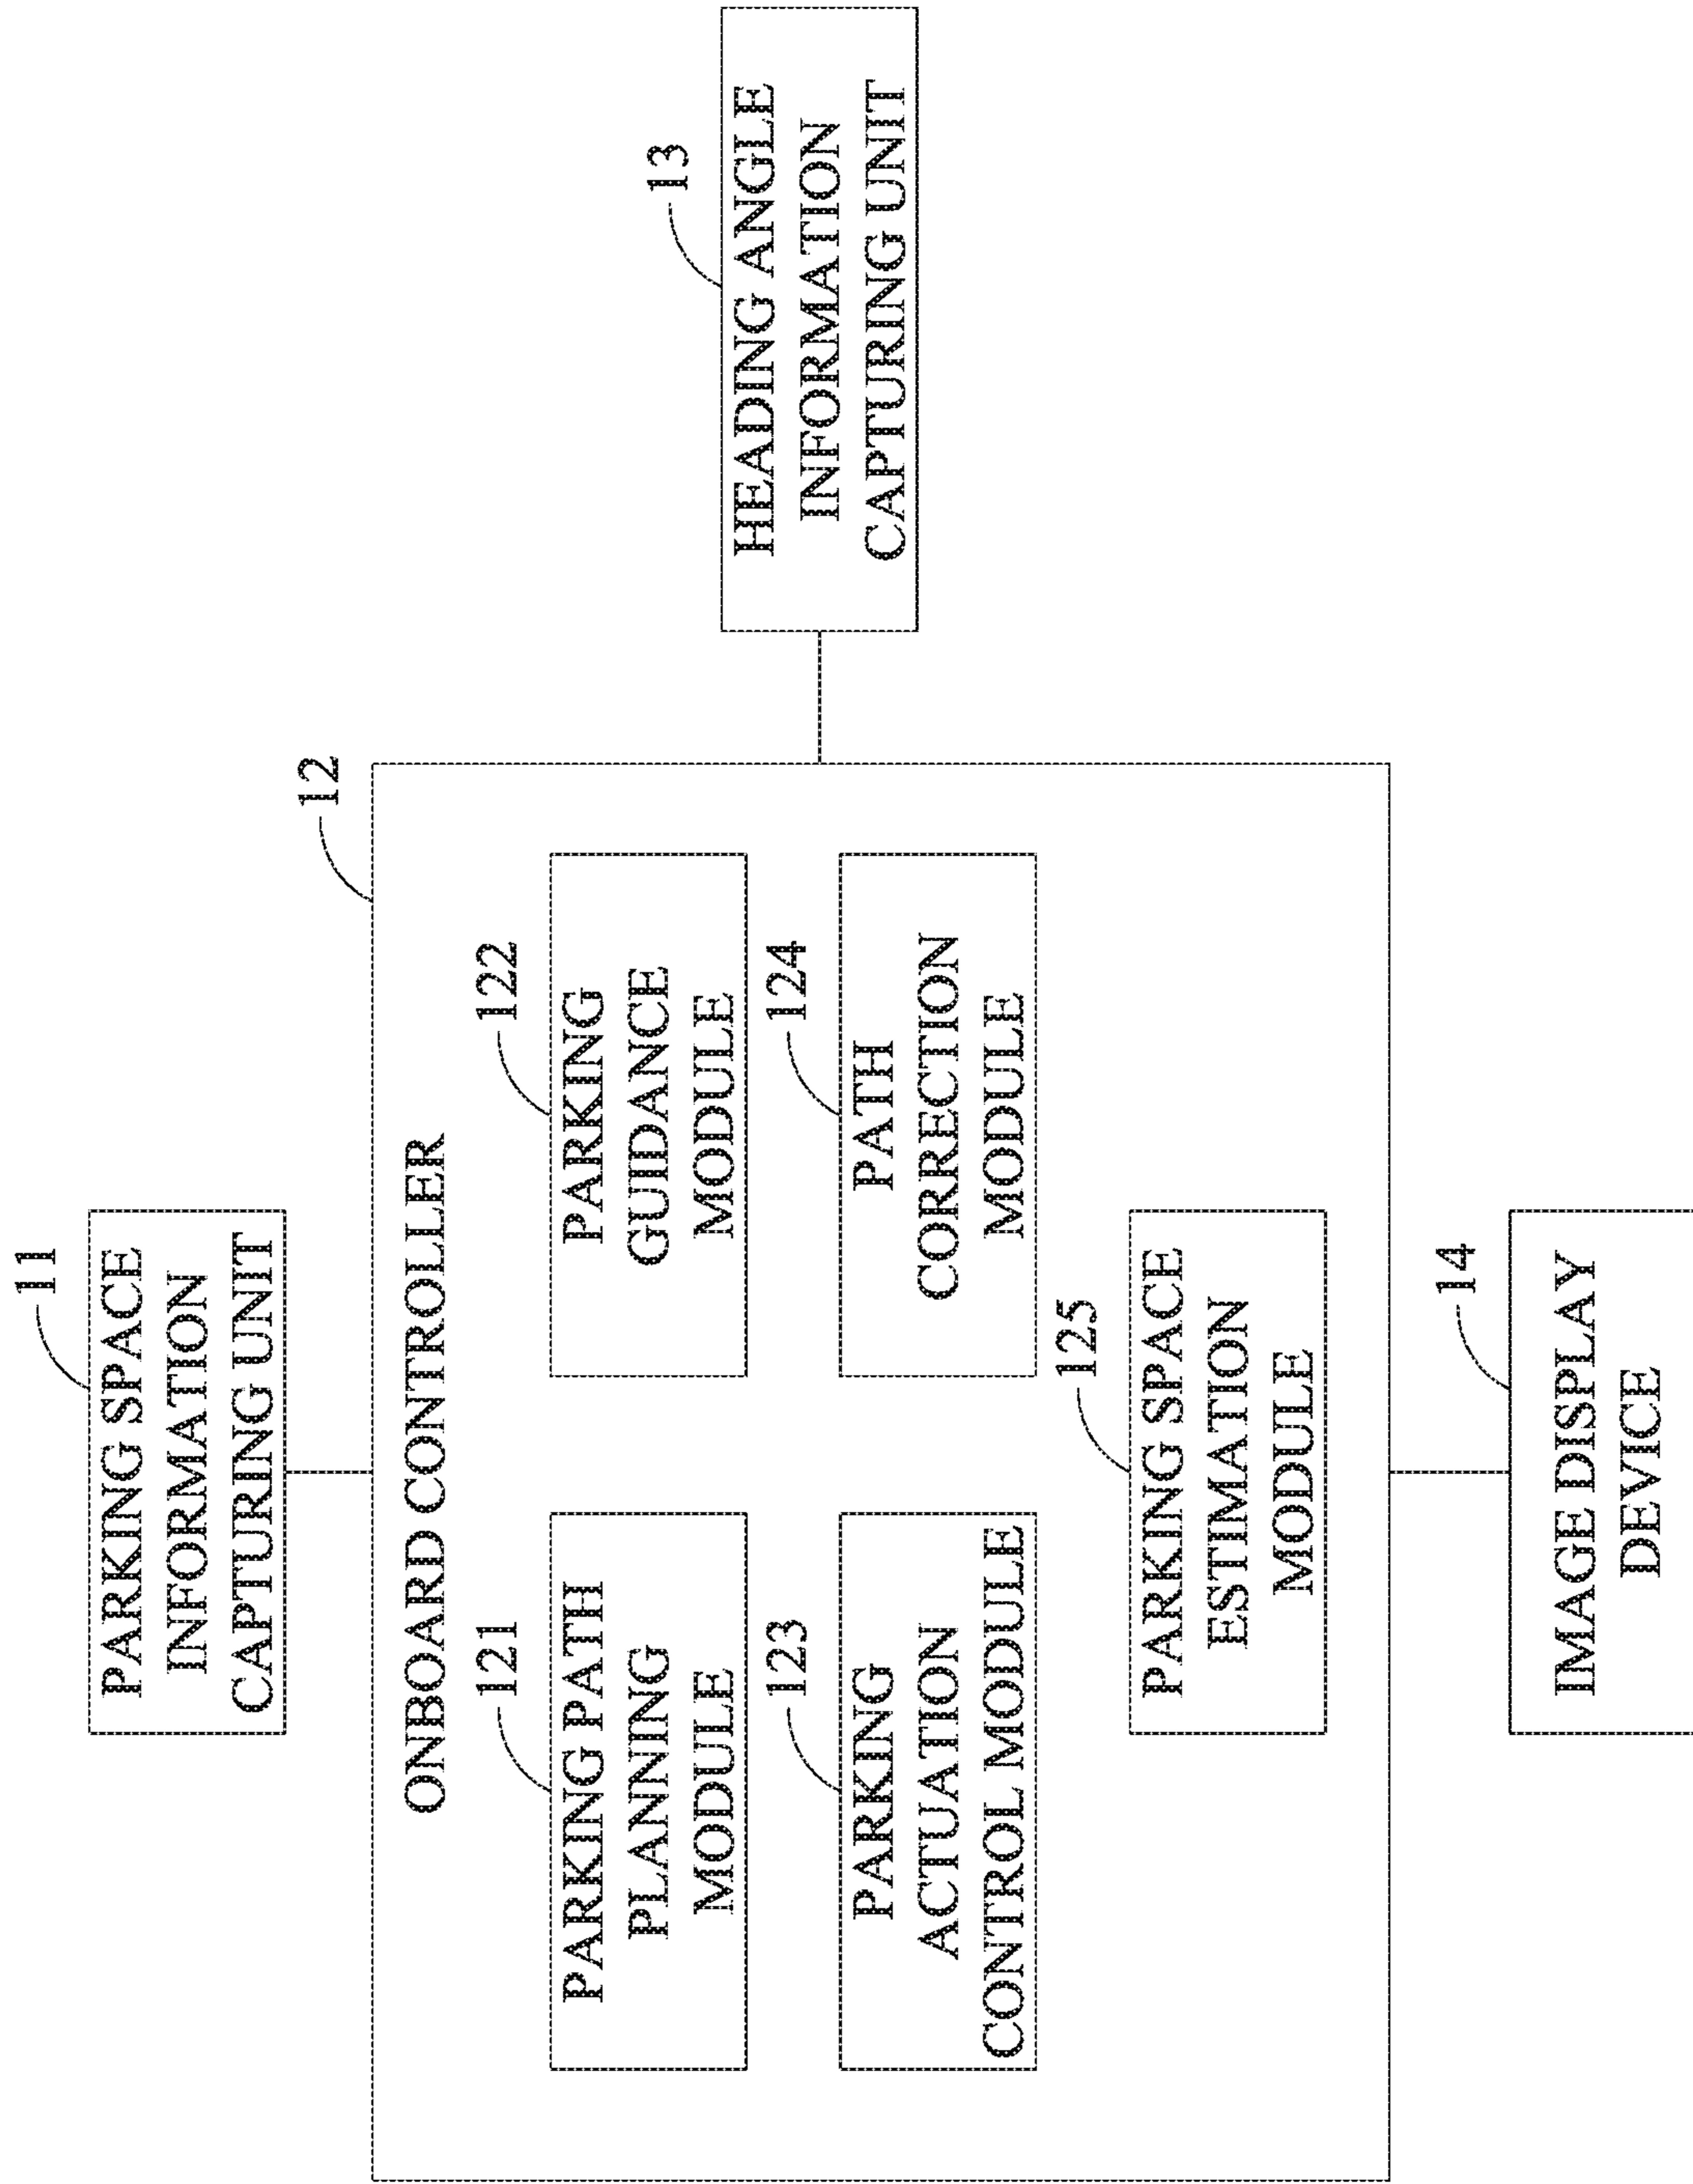 11
PARKING SPACE
INFORMATION
CAPTURING UNIT
12
ONBOARD CONTROLLER
121
PARKING PATH
PLANNING
MODULE
122
PARKING
GUIDANCE
MODULE
123
PARKING
ACTUATION
CONTROL MODULE
124
PATH
CORRECTION
MODULE
125
PARKING SPACE
ESTIMATION
MODULE
13
HEADING ANGLE
INFORMATION
CAPTURING UNIT
14
IMAGE DISPLAY
DEVICE